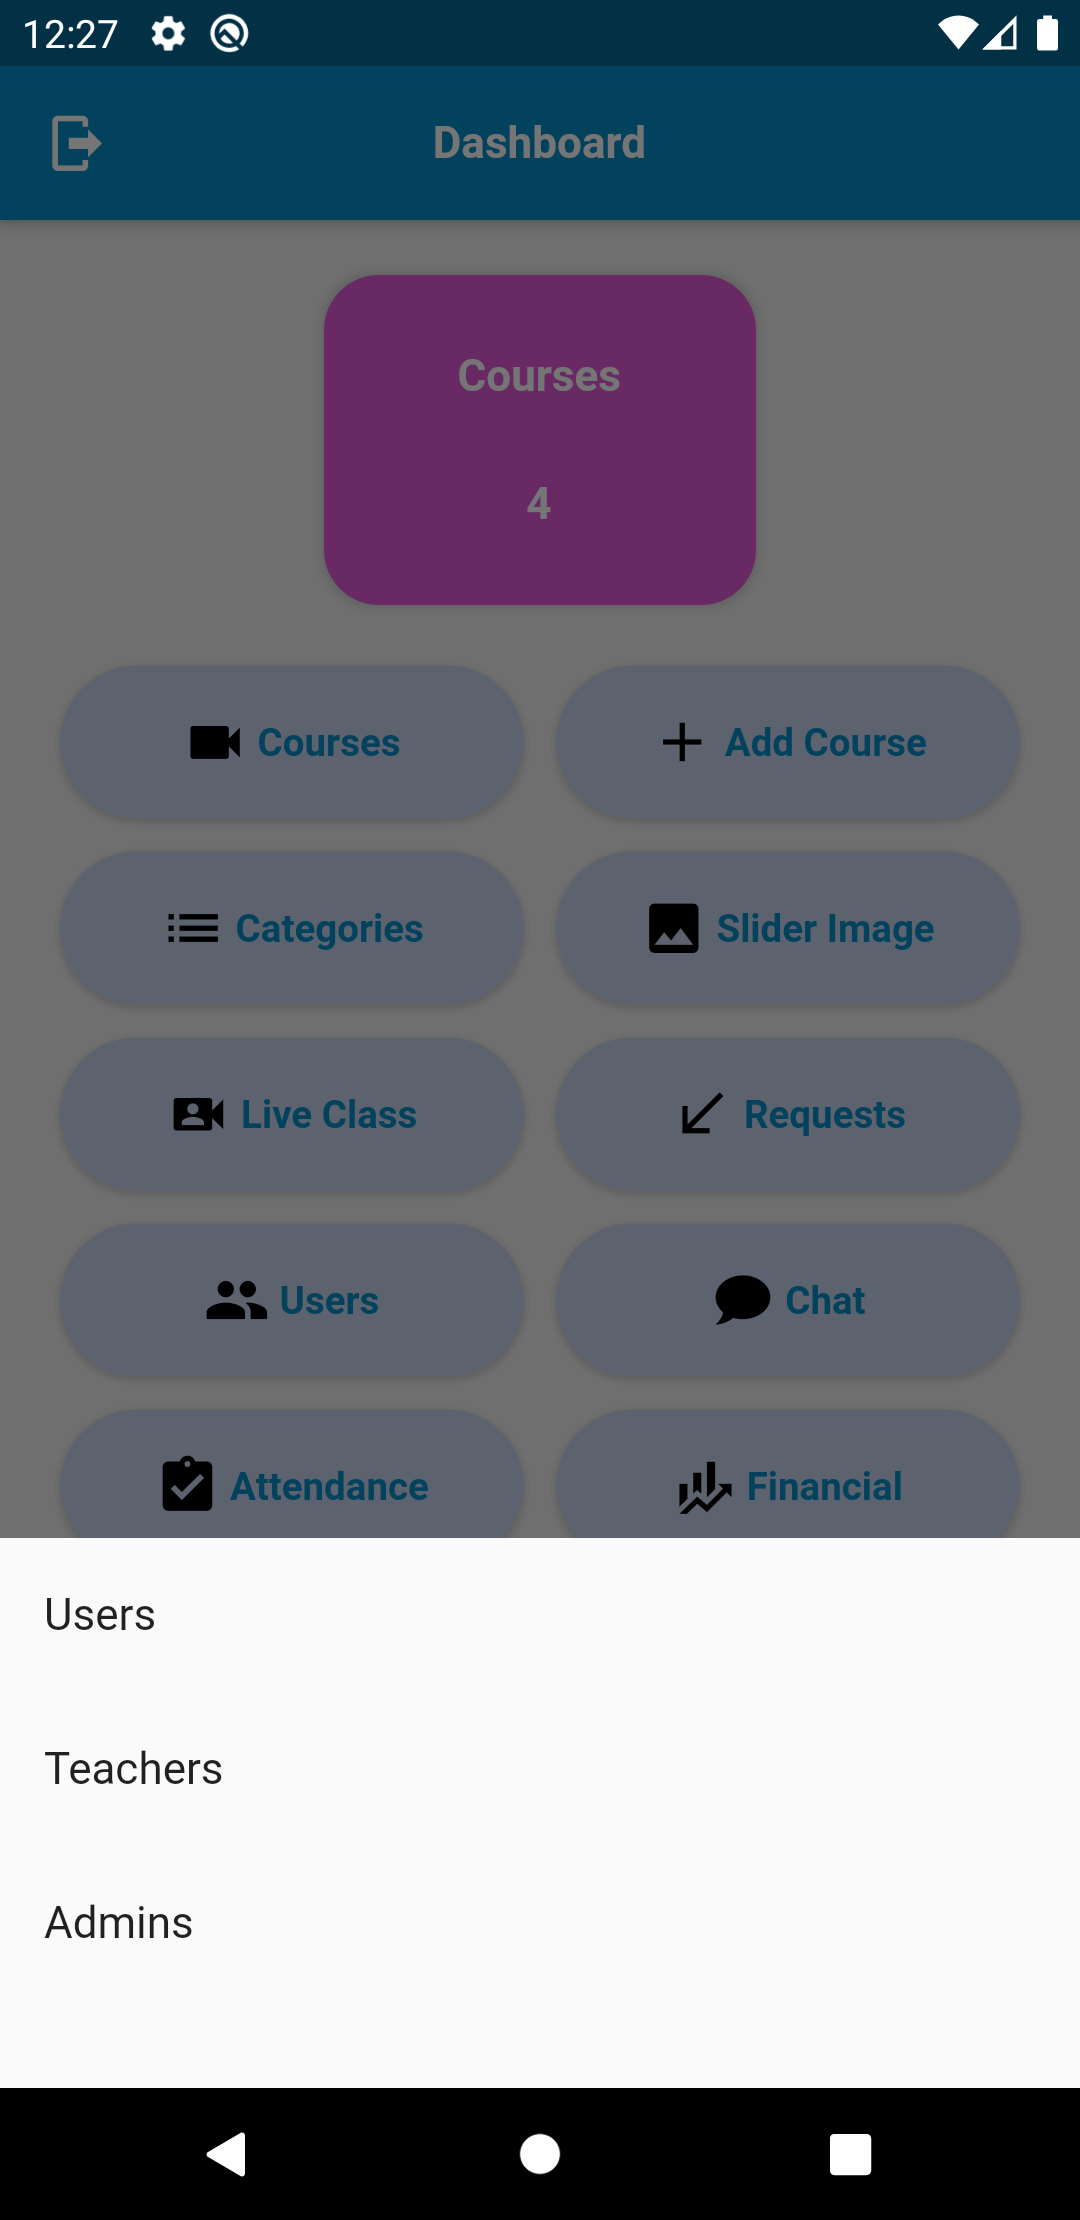 12:27
Dashboard
Courses
4
Courses
Add Course
Categories
Slider Image
Live Class
Requests
Users
Chat
Attendance
Financial
Users
Teachers
Admins